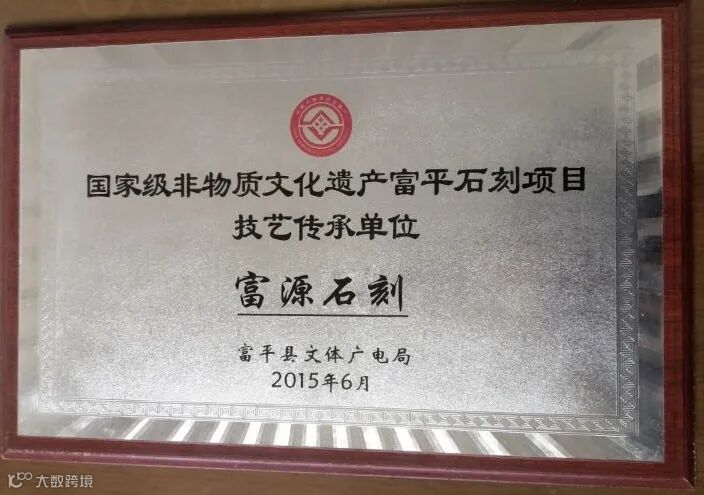 国家级非物质文化遗产富平石刻项目
技艺传承单位
富源石刻
富平县文体广电局
2015年6月
大数跨境